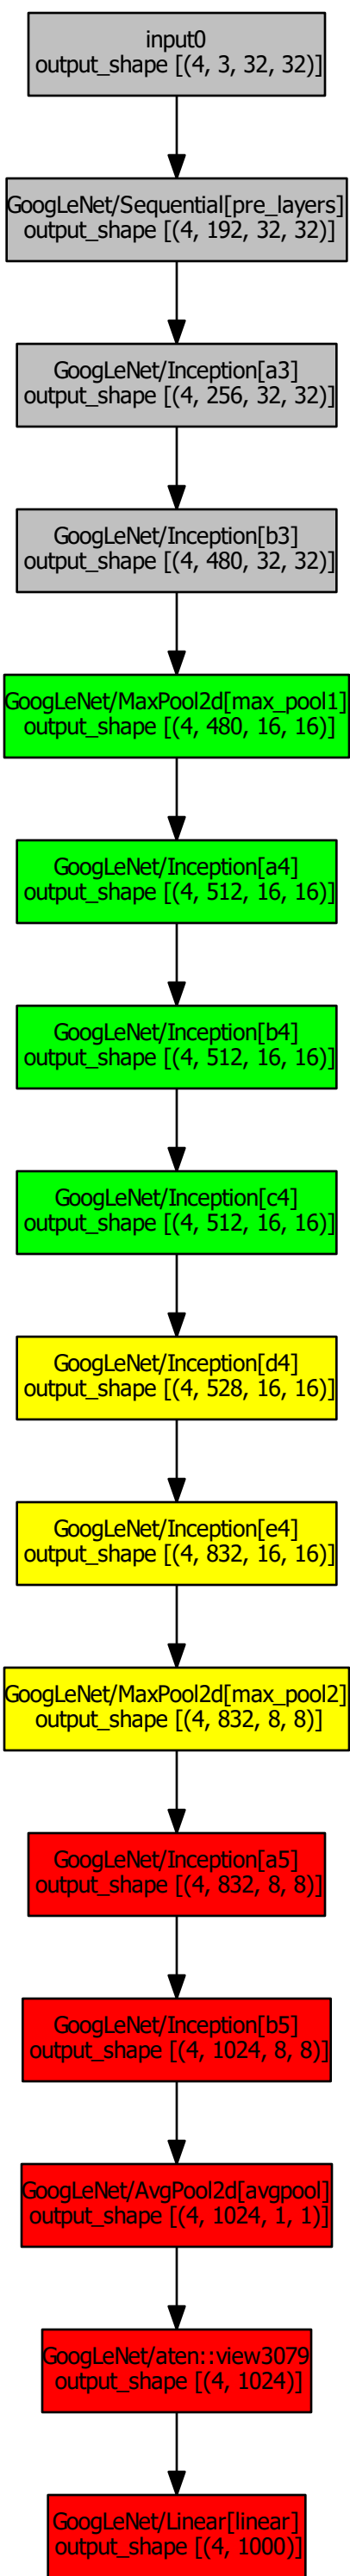 input0
output_shape [(4, 3, 32, 32)]
GoogLeNet/Sequential[pre_layers]
output_shape [(4, 192, 32, 32)]
GoogLeNet/Inception[a3]
output_shape [(4, 256, 32, 32)]
GoogLeNet/Inception[b3]
output_shape [(4, 480, 32, 32)]
GoogLeNet/MaxPool2d[max_pool1]
output_shape [(4, 480, 16, 16)]
GoogLeNet/Inception[a4]
output_shape [(4, 512, 16, 16)]
GoogLeNet/Inception[b4]
output_shape [(4, 512, 16, 16)]
GoogLeNet/Inception[c4]
output_shape [(4, 512, 16, 16)]
GoogLeNet/Inception[d4]
output_shape [(4, 528, 16, 16)]
GoogLeNet/Inception[e4]
output_shape [(4, 832, 16, 16)]
GoogLeNet/MaxPool2d[max_pool2]
output_shape [(4, 832, 8, 8)]
GoogLeNet/Inception[a5]
output_shape [(4, 832, 8, 8)]
GoogLeNet/Inception[b5]
output_shape [(4, 1024, 8, 8)]
GoogLeNet/AvgPool2d[avgpool]
output_shape [(4, 1024, 1, 1)]
GoogLeNet/aten::view3079
output_shape [(4, 1024)]
GoogLeNet/Linear[linear]
output_shape [(4, 1000)]